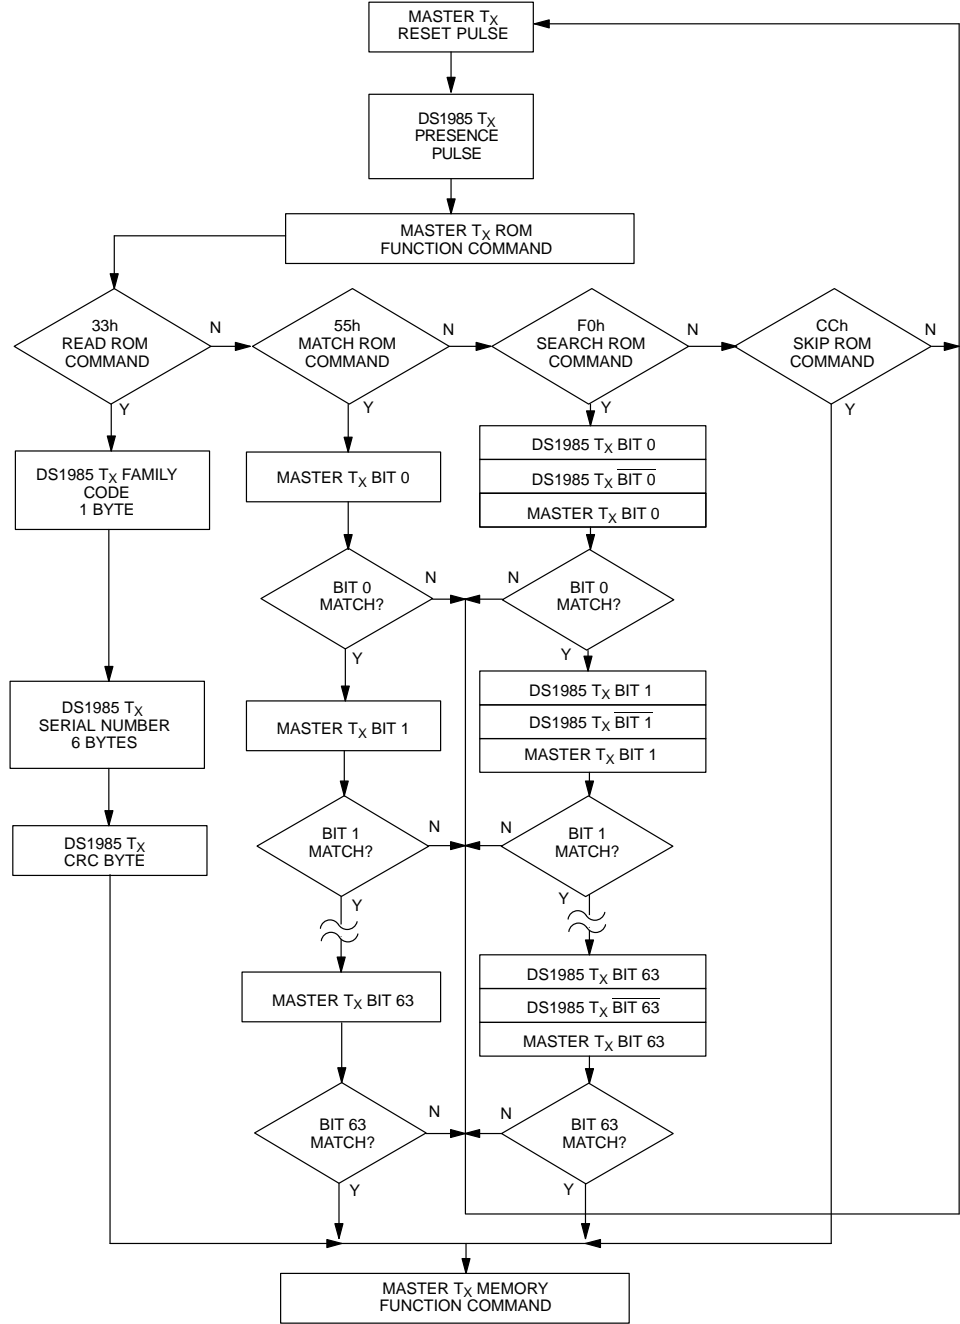 MASTER TX
RESET PULSE
DS1985 TX
PRESENCE
PULSE
MASTER TX ROM
FUNCTION COMMAND
33h
READ ROM
COMMAND
N
55h
MATCH ROM
COMMAND
N
F0h
SEARCH ROM
COMMAND
N
CCh
SKIP ROM
COMMAND
N
Y
Y
Y
Y
DS1985 TX FAMILY
CODE
1 BYTE
MASTER TX BIT 0
DS1985 TX BIT 0
DS1985 TX B̅I̅T̅ ̅0̅
MASTER TX BIT 0
BIT 0
MATCH?
N
N
BIT 0
MATCH?
Y
Y
DS1985 TX
SERIAL NUMBER
6 BYTES
MASTER TX BIT 1
DS1985 TX BIT 1
DS1985 TX B̅I̅T̅ ̅1̅
MASTER TX BIT 1
DS1985 TX
CRC BYTE
BIT 1
MATCH?
N
N
BIT 1
MATCH?
Y
Y
MASTER TX BIT 63
DS1985 TX BIT 63
DS1985 TX B̅I̅T̅ ̅6̅3̅
MASTER TX BIT 63
BIT 63
MATCH?
N
N
BIT 63
MATCH?
Y
Y
MASTER TX MEMORY
FUNCTION COMMAND